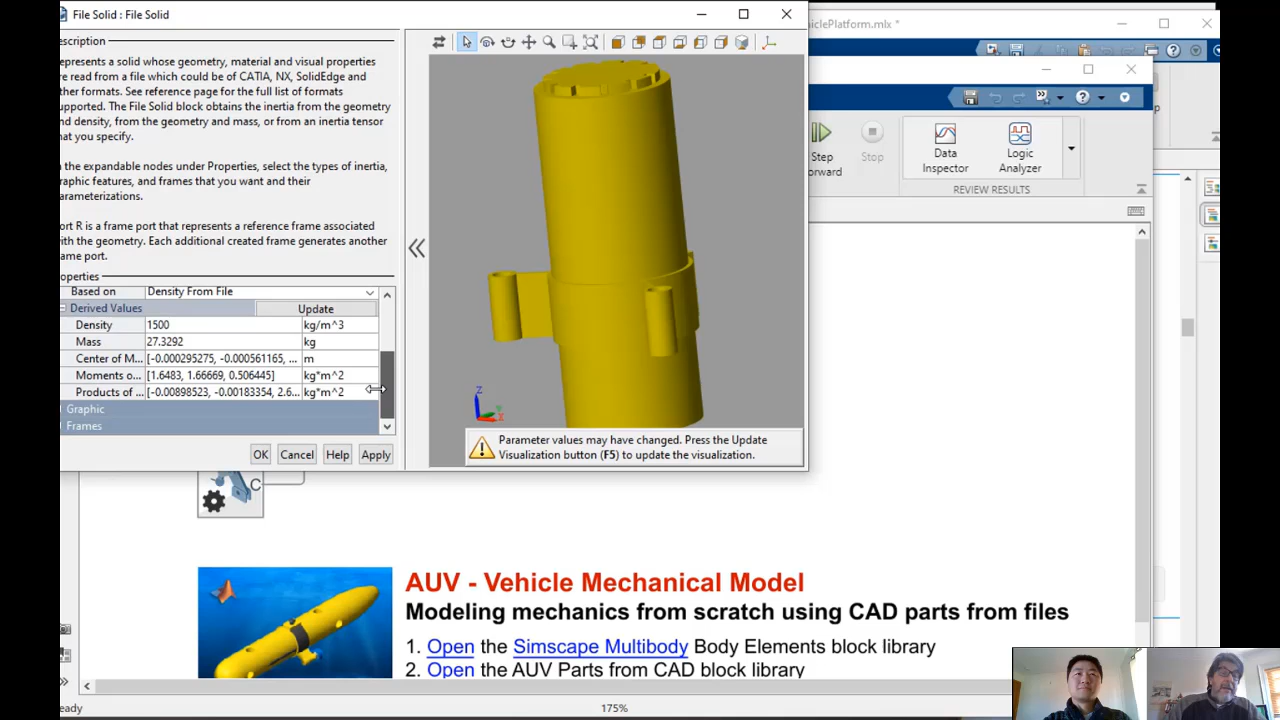 File Solid : File Solid
escription
epresents a solid whose geometry, material and visual properties
re read from a file which could be of CATIA, NX, SolidEdge and
ther formats. See reference page for the full list of formats
upported. The File Solid block obtains the inertia from the geometry
nd density, from the geometry and mass, or from an inertia tensor
hat you specify.
n the expandable nodes under Properties, select the types of inertia,
raphic features, and frames that you want and their
arameterizations.
ort R is a frame port that represents a reference frame associated
ith the geometry. Each additional created frame generates another
rame port.
roperties
Based on Density From File
Derived Values Update
Density 1500 kg/m^3
Mass 27.3292 kg
Center of M... [-0.000295275, -0.000561165, ... m
Moments o... [1.6483, 1.66669, 0.506445] kg*m^2
Products of ... [-0.00898523, -0.00183354, 2.6... kg*m^2
Graphic
Frames
OK Cancel Help Apply
Z
Parameter values may have changed. Press the Update
Visualization button (F5) to update the visualization.
hiclePlatform.mlx *
Step
orward
Stop
Data
Inspector
Logic
Analyzer
REVIEW RESULTS
p
C
AUV - Vehicle Mechanical Model
Modeling mechanics from scratch using CAD parts from files
1. Open the Simscape Multibody Body Elements block library
2. Open the AUV Parts from CAD block library
eady
175%